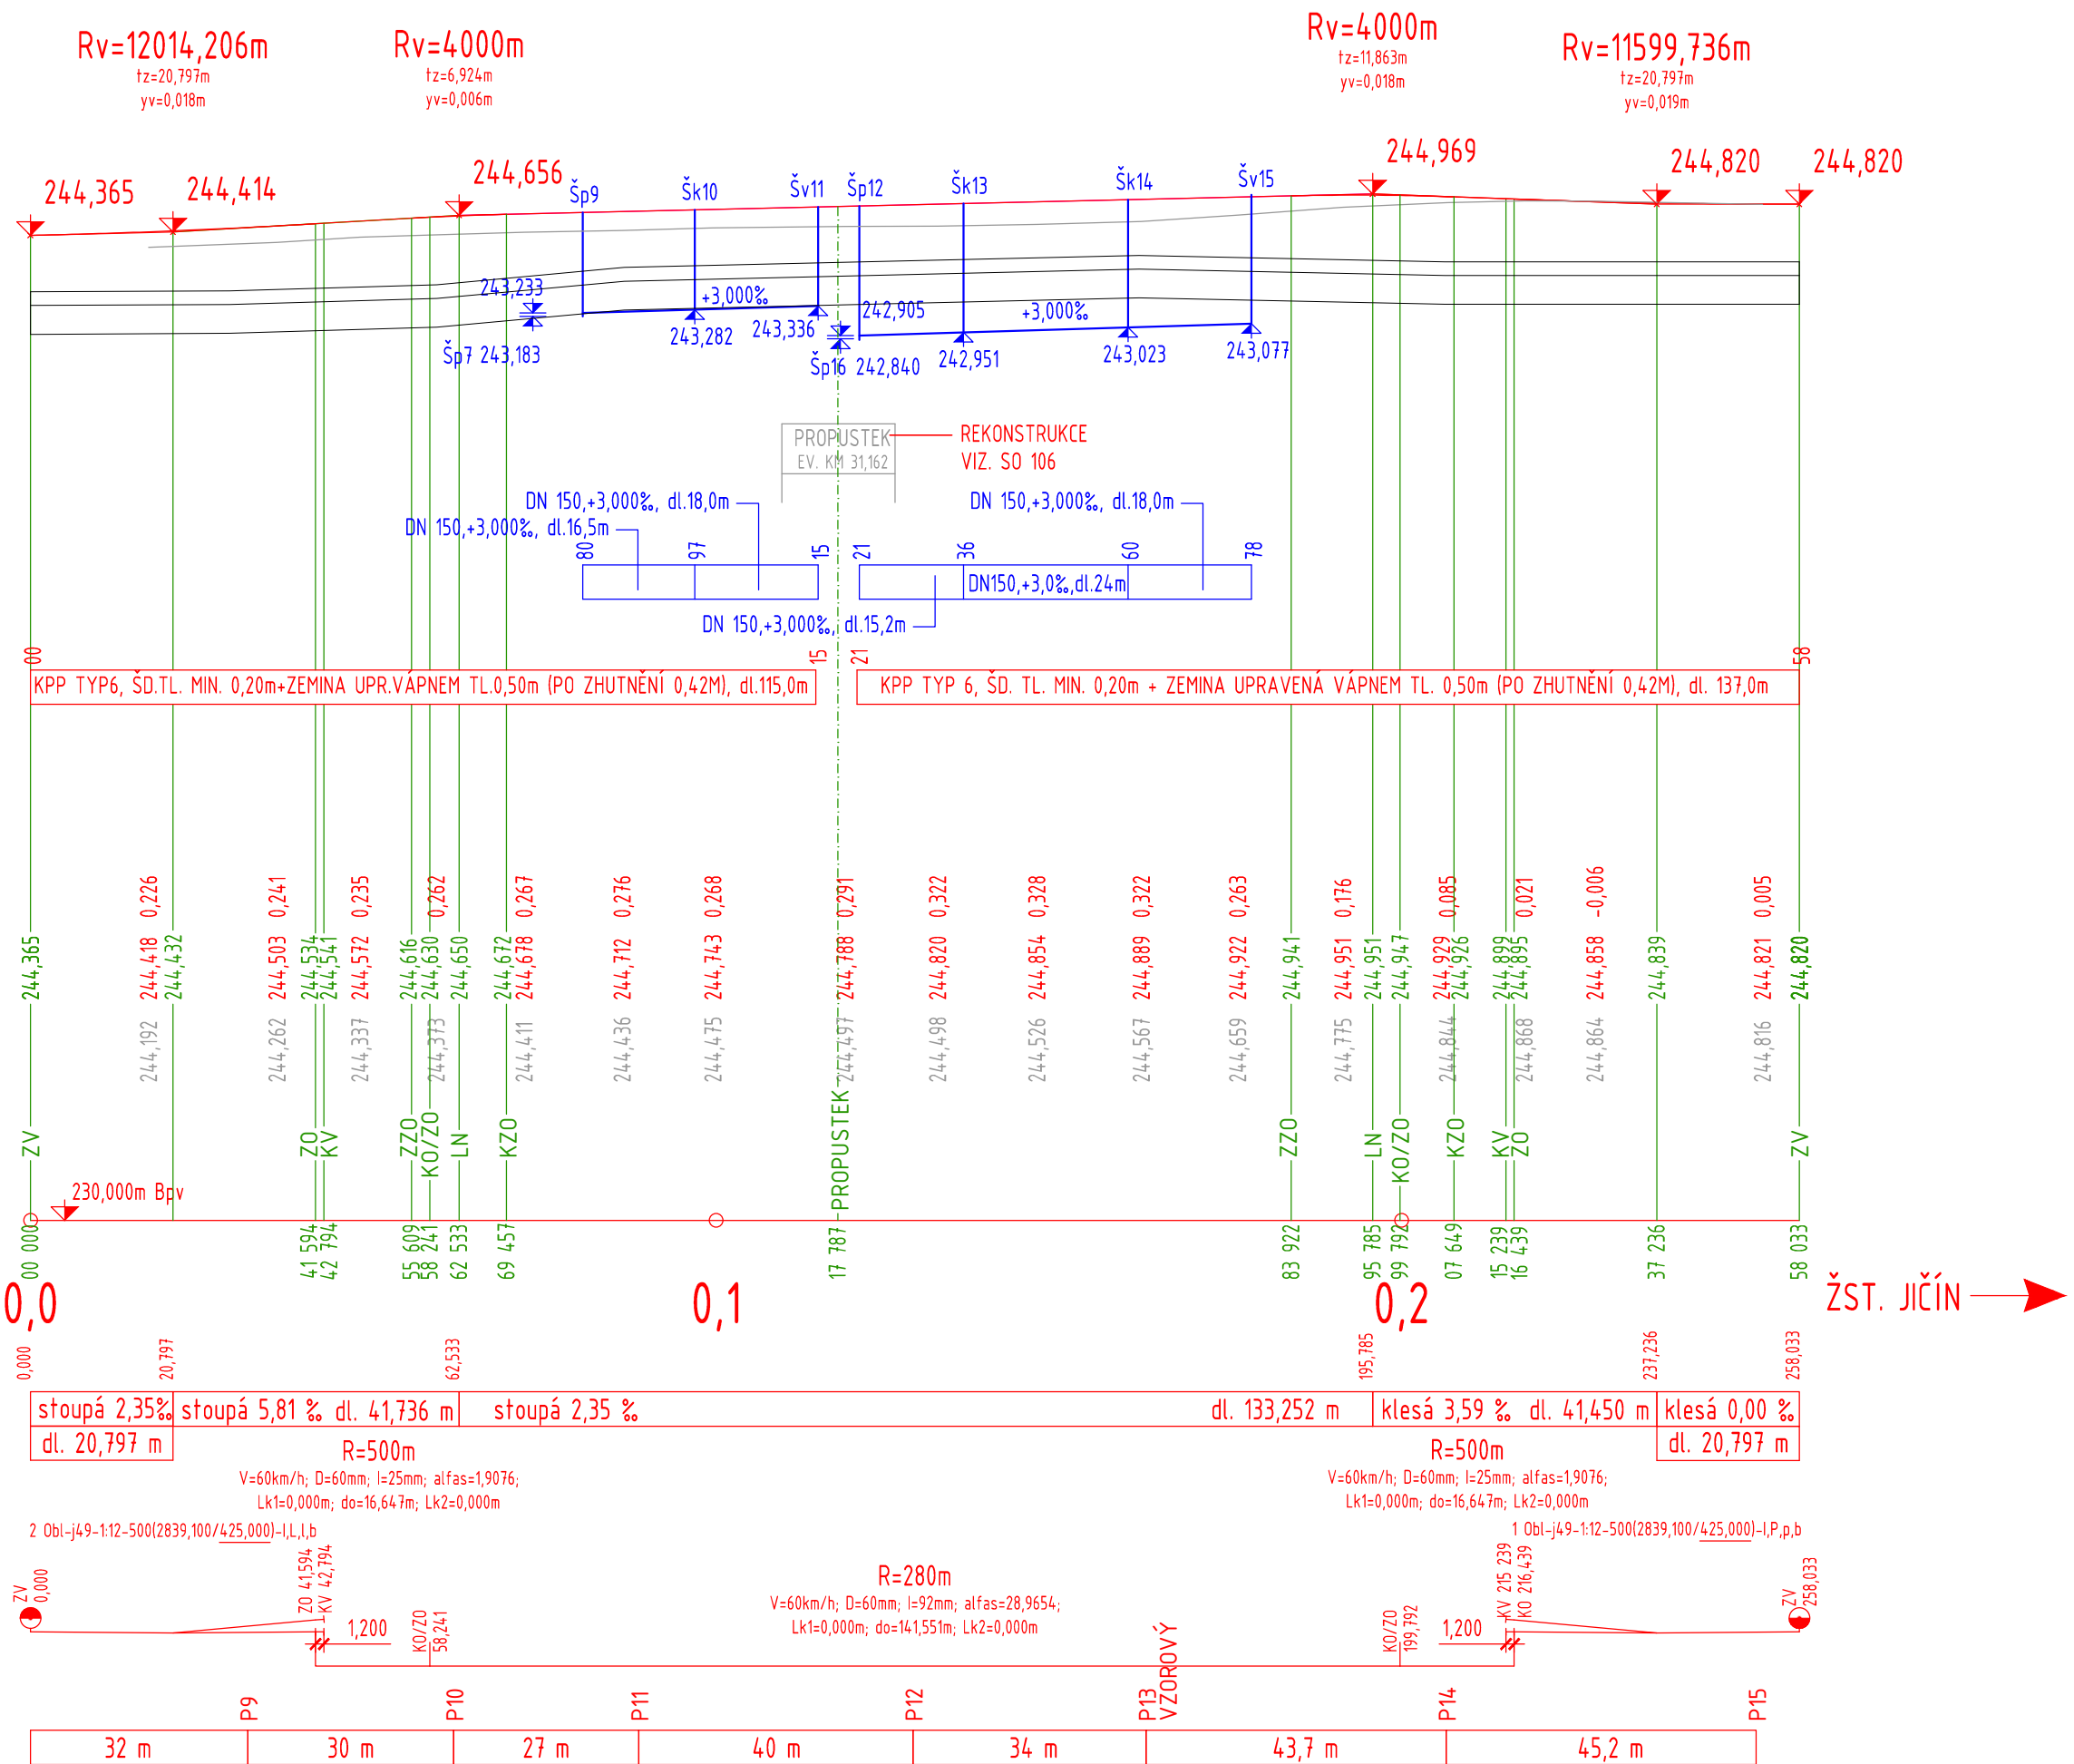 Rv=12014,206m
tz=20,797m
yv=0,018m
Rv=4000m
tz=6,924m
yv=0,006m
Rv=4000m
tz=11,863m
yv=0,018m
Rv=11599,736m
tz=20,797m
yv=0,019m
244,365
244,414
244,656
244,969
244,820
244,820
Šp9
Šk10
Šv11
Šp12
Šk13
Šk14
Šv15
243,233
+3,000‰
242,905
+3,000‰
Šp7 243,183
243,282
243,336
Šp16 242,840
242,951
243,023
243,077
PROPUSTEK
EV. KM 31,162
REKONSTRUKCE
VIZ. SO 106
DN 150,+3,000‰, dl.18,0m
DN 150,+3,000‰, dl.18,0m
DN 150,+3,000‰, dl.16,5m
80
97
15
21
36
60
78
DN150,+3,0‰,dl.24m
DN 150,+3,000‰, dl.15,2m
00
15
21
58
KPP TYP6, ŠD.TL. MIN. 0,20m+ZEMINA UPR.VÁPNEM TL.0,50m (PO ZHUTNĚNÍ 0,42M), dl.115,0m
KPP TYP 6, ŠD. TL. MIN. 0,20m + ZEMINA UPRAVENÁ VÁPNEM TL. 0,50m (PO ZHUTNĚNÍ 0,42M), dl. 137,0m
0,226
0,241
0,235
0,262
0,267
0,276
0,268
0,291
0,322
0,328
0,322
0,263
0,176
0,085
0,021
-0,006
0,005
244,365
244,418
244,432
244,503
244,534
244,541
244,572
244,616
244,630
244,650
244,672
244,678
244,712
244,743
244,788
244,820
244,854
244,889
244,922
244,941
244,951
244,951
244,947
244,929
244,926
244,899
244,895
244,858
244,839
244,821
244,820
244,192
244,262
244,337
244,373
244,411
244,436
244,475
244,497
244,498
244,526
244,567
244,659
244,775
244,844
244,868
244,864
244,816
ZV
ZO
KV
ZZO
KO/ZO
LN
KZO
PROPUSTEK
ZZO
LN
KO/ZO
KZO
KV
ZO
ZV
230,000m Bpv
00 000
41 594
42 794
55 609
58 241
62 533
69 457
17 787
83 922
95 785
99 792
07 649
15 239
16 439
37 236
58 033
0,0
0,1
0,2
ŽST. JIČÍN
0,000
20,797
62,533
195,785
237,236
258,033
stoupá 2,35‰
stoupá 5,81 ‰ dl. 41,736 m
stoupá 2,35 ‰
dl. 133,252 m
klesá 3,59 ‰ dl. 41,450 m
klesá 0,00 ‰
dl. 20,797 m
dl. 20,797 m
R=500m
V=60km/h; D=60mm; I=25mm; alfas=1,9076;
Lk1=0,000m; do=16,647m; Lk2=0,000m
R=500m
V=60km/h; D=60mm; I=25mm; alfas=1,9076;
Lk1=0,000m; do=16,647m; Lk2=0,000m
2 Obl-j49-1:12-500(2839,100/425,000)-I,L,l,b
1 Obl-j49-1:12-500(2839,100/425,000)-I,P,p,b
ZV
0,000
ZO 41,594
KV 42,794
1,200
KO/ZO
58,241
R=280m
V=60km/h; D=60mm; I=92mm; alfas=28,9654;
Lk1=0,000m; do=141,551m; Lk2=0,000m
KO/ZO
199,792
1,200
KV 215 239
KO 216,439
ZV
258,033
P9
P10
P11
P12
P13
VZOROVÝ
P14
P15
32 m
30 m
27 m
40 m
34 m
43,7 m
45,2 m